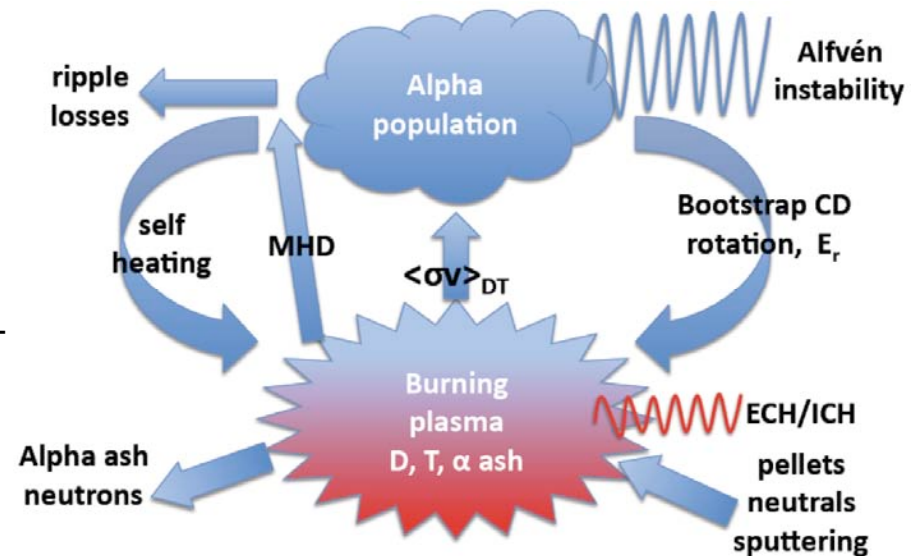 ripple
losses
Alpha
population
Alfvén
instability
self
heating
MHD
<σv>DT
Bootstrap CD
rotation, Er
Burning
plasma
D, T, α ash
ECH/ICH
Alpha ash
neutrons
pellets
neutrals
sputtering